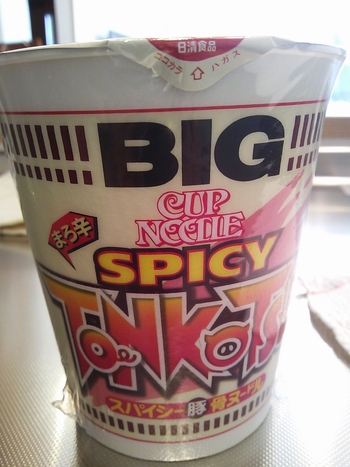 日清食品
ココカラ
ハガス
BIG
CUP
NOODLE
まろ辛
SPICY
TONKOTSU
スパイシー豚骨ヌードル